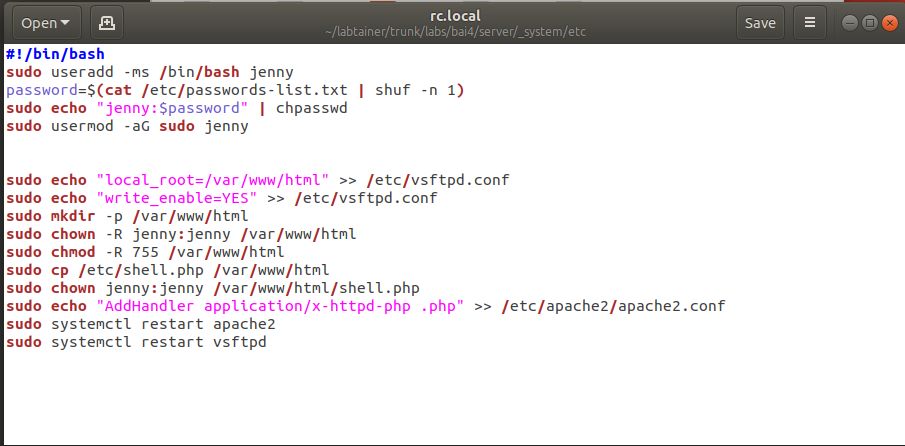 Open
rc.local
~/labtainer/trunk/labs/bai4/server/_system/etc
Save
#!/bin/bash
sudo useradd -ms /bin/bash jenny
password=$(cat /etc/passwords-list.txt | shuf -n 1)
sudo echo "jenny:$password" | chpasswd
sudo usermod -aG sudo jenny
sudo echo "local_root=/var/www/html" >> /etc/vsftpd.conf
sudo echo "write_enable=YES" >> /etc/vsftpd.conf
sudo mkdir -p /var/www/html
sudo chown -R jenny:jenny /var/www/html
sudo chmod -R 755 /var/www/html
sudo cp /etc/shell.php /var/www/html
sudo chown jenny:jenny /var/www/html/shell.php
sudo echo "AddHandler application/x-httpd-php .php" >> /etc/apache2/apache2.conf
sudo systemctl restart apache2
sudo systemctl restart vsftpd